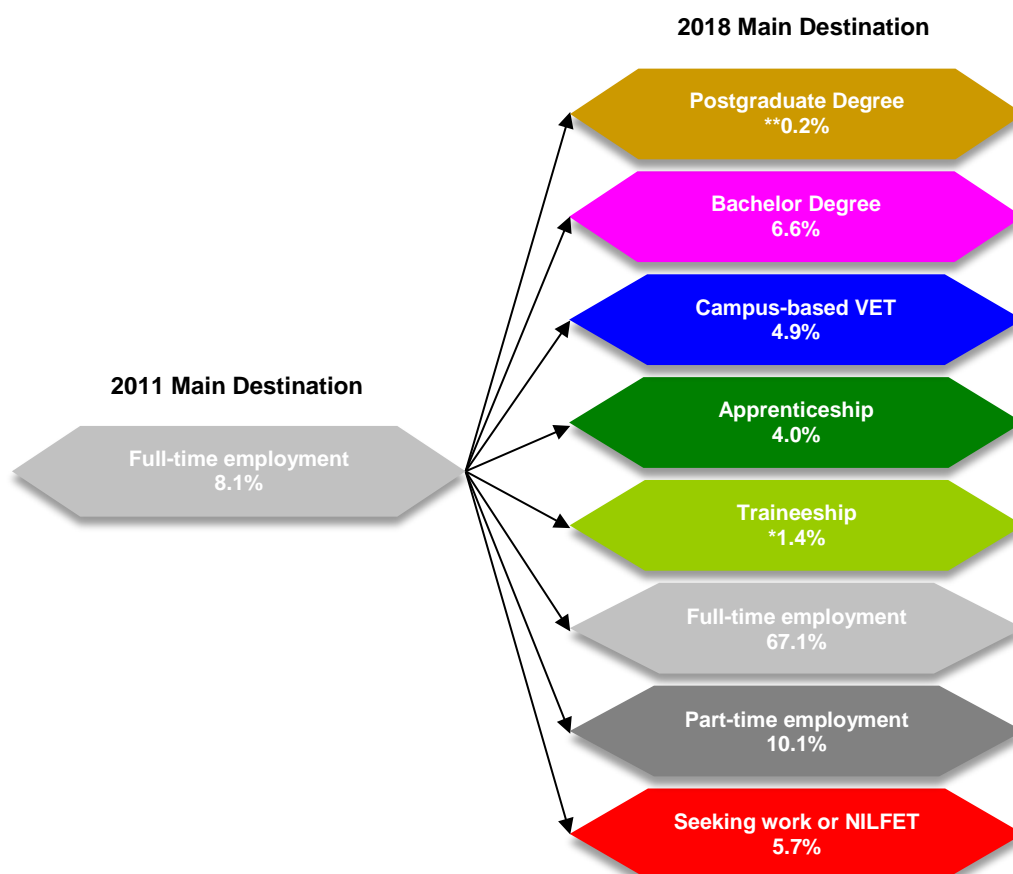 2018 Main Destination
Postgraduate Degree
**0.2%
Bachelor Degree
6.6%
Campus-based VET
4.9%
2011 Main Destination
Apprenticeship
4.0%
Full-time employment
8.1%
Traineeship
*1.4%
Full-time employment
67.1%
Part-time employment
10.1%
Seeking work or NILFET
5.7%